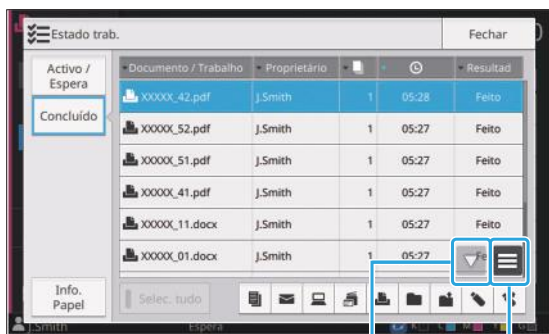 Estado trab.
Fechar
Activo / Espera
Concluído
Documento / Trabalho Proprietário Resultad
XXXXX_42.pdf J.Smith 1 05:28 Feito
XXXXX_52.pdf J.Smith 1 05:27 Feito
XXXXX_51.pdf J.Smith 1 05:27 Feito
XXXXX_41.pdf J.Smith 1 05:27 Feito
XXXXX_11.docx J.Smith 1 05:27 Feito
XXXXX_01.docx J.Smith 1 05:27 Fe
Info. Papel
Selec. tudo
J.Smith Espera K C M Y